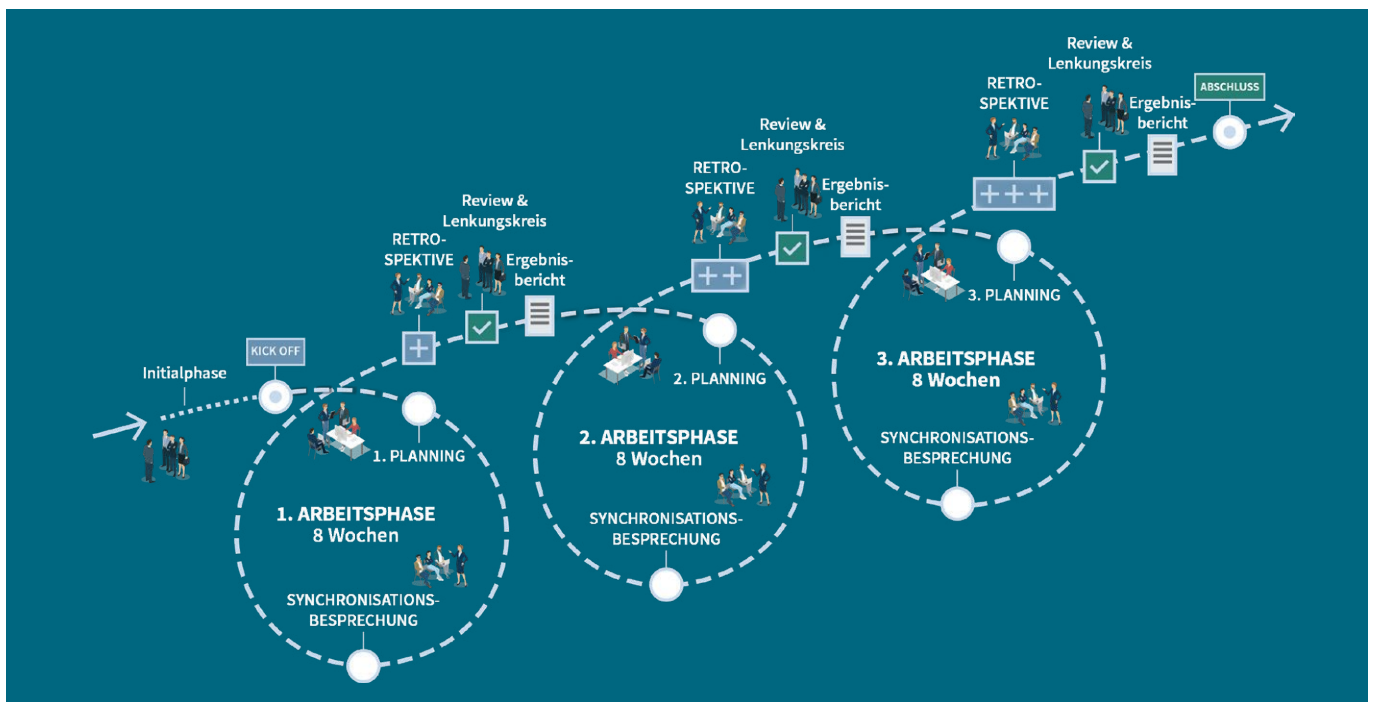 Initialphase
KICK OFF
1. PLANNING
1. ARBEITSPHASE
8 Wochen
SYNCHRONISATIONS-
BESPRECHUNG
RETRO-
SPEKTIVE
Review &
Lenkungskreis
Ergebnis-
bericht
2. PLANNING
2. ARBEITSPHASE
8 Wochen
SYNCHRONISATIONS-
BESPRECHUNG
RETRO-
SPEKTIVE
Review &
Lenkungskreis
Ergebnis-
bericht
3. PLANNING
3. ARBEITSPHASE
8 Wochen
SYNCHRONISATIONS-
BESPRECHUNG
RETRO-
SPEKTIVE
Review &
Lenkungskreis
Ergebnis-
bericht
ABSCHLUSS